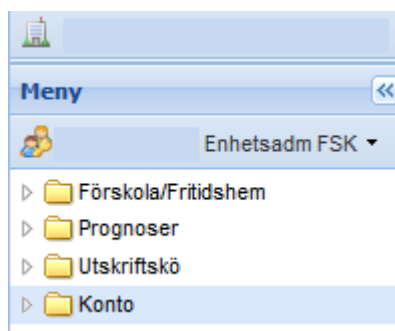 Meny
Enhetsadm FSK
Förskola/Fritidshem
Prognoser
Utskriftskö
Konto